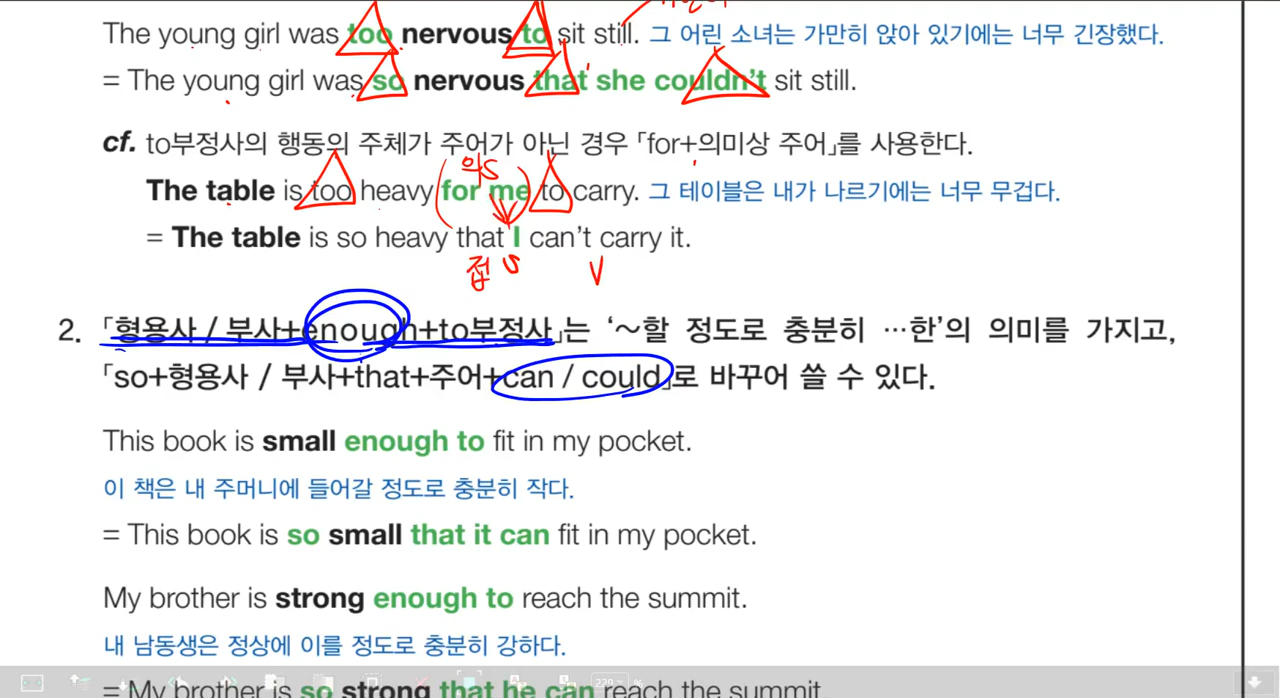 The young girl was too nervous to sit still. 그 어린 소녀는 가만히 앉아 있기에는 너무 긴장했다.
= The young girl was so nervous that she couldn't sit still.
cf. to부정사의 행동의 주체가 주어가 아닌 경우 「for+의미상 주어」를 사용한다.
의S
The table is too heavy for me to carry. 그 테이블은 내가 나르기에는 너무 무겁다.
= The table is so heavy that I can't carry it.
접 S V
2. 「형용사 / 부사+enough+to부정사」는 '~할 정도로 충분히 …한'의 의미를 가지고,
「so+형용사 / 부사+that+주어+can / could」로 바꾸어 쓸 수 있다.
This book is small enough to fit in my pocket.
이 책은 내 주머니에 들어갈 정도로 충분히 작다.
= This book is so small that it can fit in my pocket.
My brother is strong enough to reach the summit.
내 남동생은 정상에 이를 정도로 충분히 강하다.
= My brother is so strong that he can reach the summit.